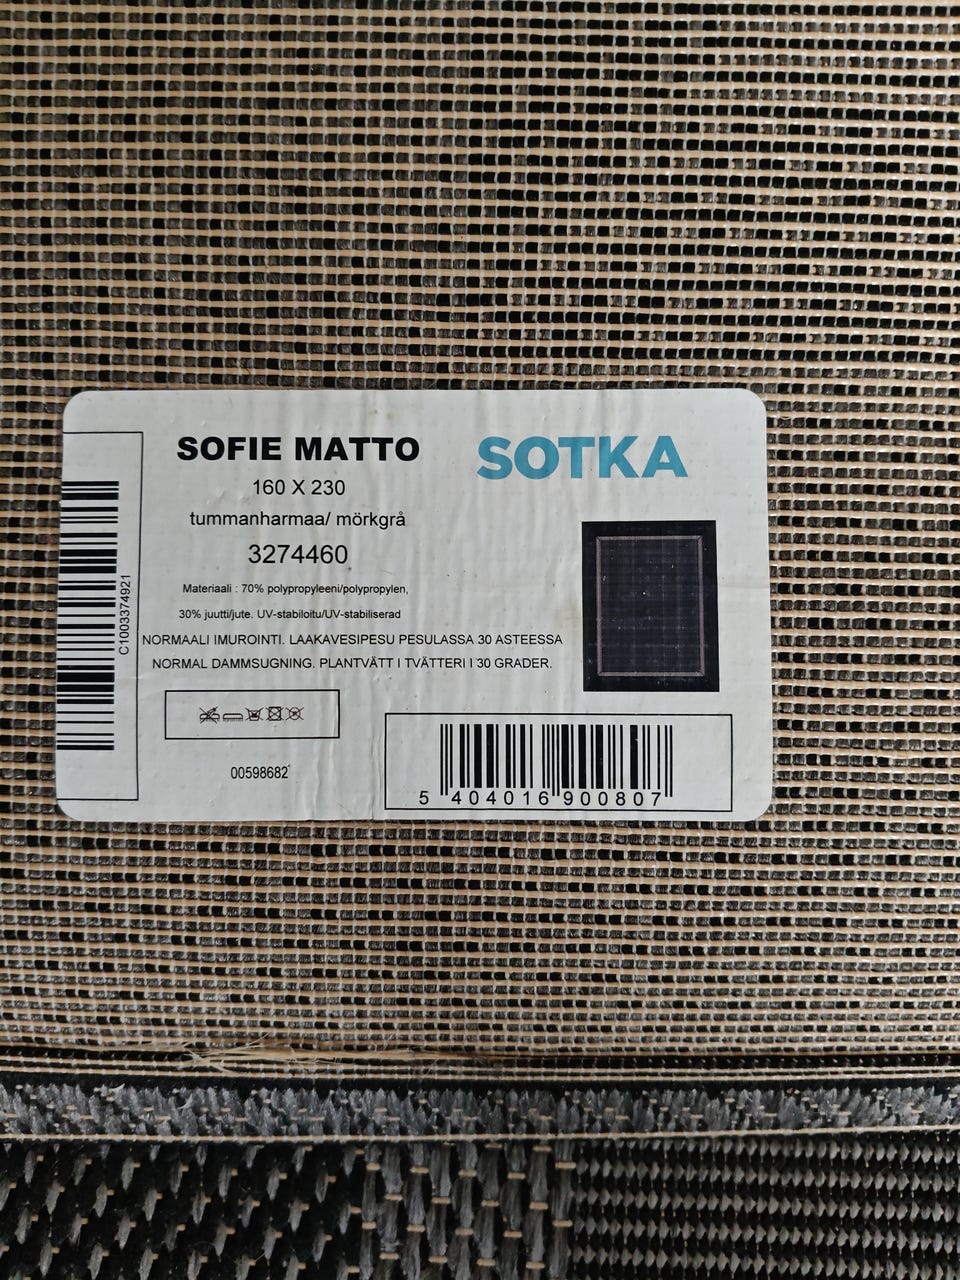 SOFIE MATTO
SOTKA
160 X 230
tummanharmaa/ mörkgrå
3274460
Materiaali : 70% polypropyleeni/polypropylen,
30% juutti/jute. UV-stabiloitu/UV-stabiliserad
NORMAALI IMUROINTI. LAAKAVESIPESU PESULASSA 30 ASTEESSA
NORMAL DAMMSUGNING. PLANTVÄTT I TVÄTTERI I 30 GRADER.
C1003374921
00598682
5 404016 900807